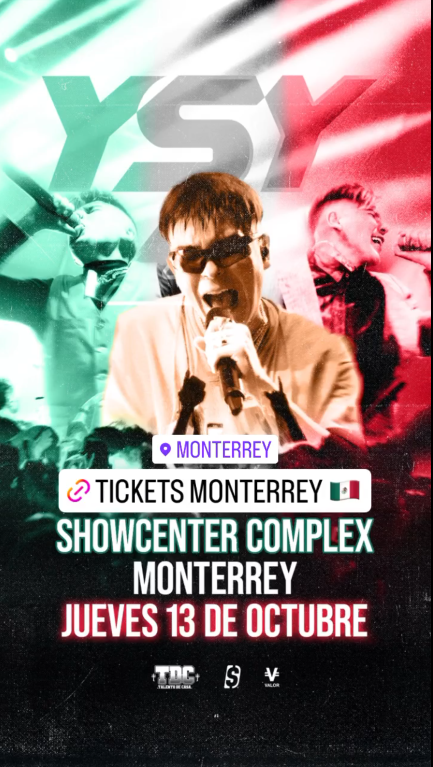 YSY
A
MONTERREY
TICKETS MONTERREY 🇲🇽
SHOWCENTER COMPLEX
MONTERREY
JUEVES 13 DE OCTUBRE
TDC
TALENTO DE CASA
VALOR